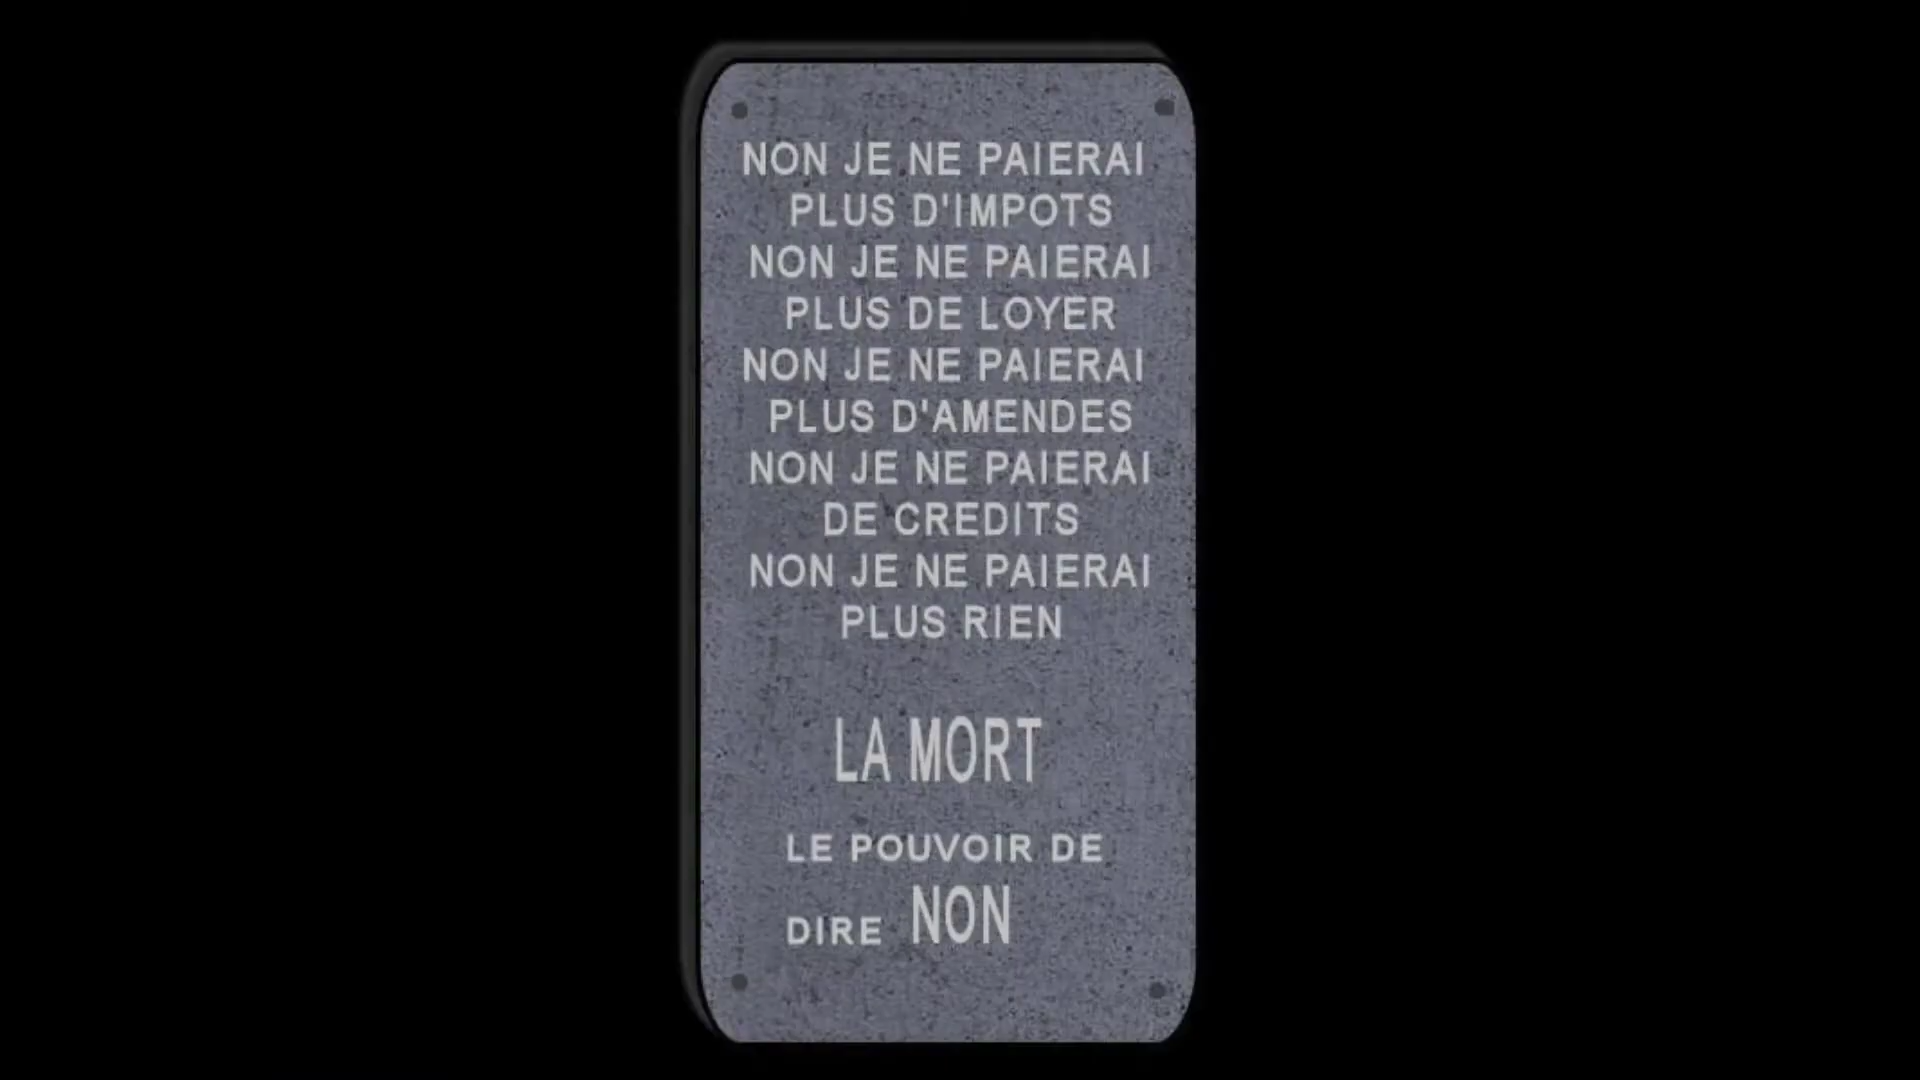 NON JE NE PAIERAI
PLUS D'IMPOTS
NON JE NE PAIERAI
PLUS DE LOYER
NON JE NE PAIERAI
PLUS D'AMENDES
NON JE NE PAIERAI
DE CREDITS
NON JE NE PAIERAI
PLUS RIEN
LA MORT
LE POUVOIR DE
DIRE NON